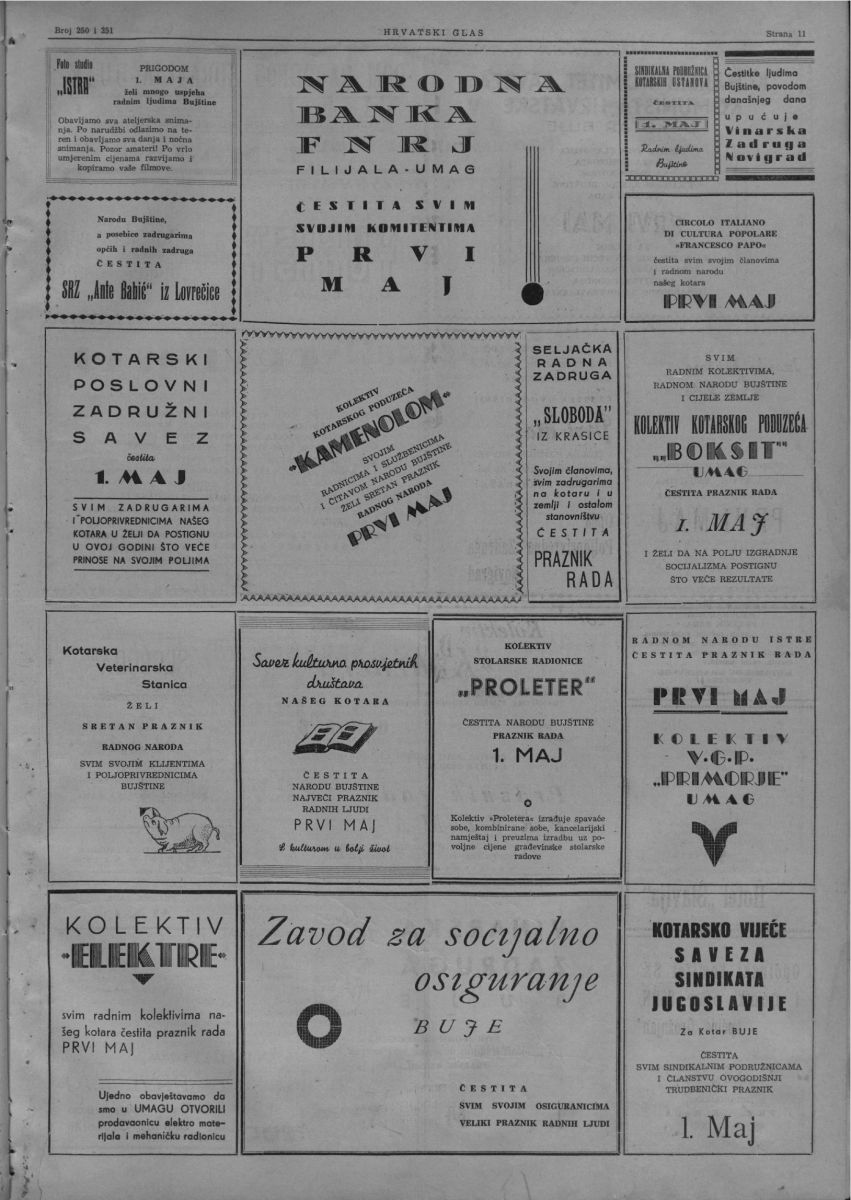 Broj 250 i 251
HRVATSKI GLAS
Strana 11
Foto studio
„ISTRA"
PRIGODOM
1. MAJA
želi mnogo uspjeha
radnim ljudima Bujštine
Obavljamo sva ateljerska snima-
nja. Po narudžbi odlazimo na te-
ren i obavljamo sva danja i noćna
snimanja. Pozor amateri! Po vrlo
umjerenim cijenama razvijamo i
kopiramo vaše filmove.
NARODNA
BANKA
FNRJ
FILIJALA - UMAG
ČESTITA SVIM
SVOJIM KOMITENTIMA
PRVI
MAJ
SINDIKALNA PODRUŽNICA
KOTARSKIH USTANOVA
ČESTITA
1. MAJ
Radnim ljudima
Bujštine
Čestitke ljudima
Bujštine, povodom
današnjeg dana
upućuje
Vinarska
Zadruga
Novigrad
Narodu Bujštine,
a posebice zadrugarima
općih i radnih zadruga
ČESTITA
SRZ „Ante Babić" iz Lovrečice
CIRCOLO ITALIANO
DI CULTURA POPOLARE
»FRANCESCO PAPO«
čestita svim svojim članovima
i radnom narodu
našeg kotara
PRVI MAJ
KOTARSKI
POSLOVNI
ZADRUŽNI
SAVEZ
čestita
1. MAJ
SVIM ZADRUGARIMA
I POLJOPRIVREDNICIMA NAŠEG
KOTARA U ŽELJI DA POSTIGNU
U OVOJ GODINI ŠTO VEĆE
PRINOSE NA SVOJIM POLJIMA
KOLEKTIV
KOTARSKOG PODUZEĆA
«KAMENOLOM»
SVOJIM
RADNICIMA I SLUŽBENICIMA
I ČITAVOM NARODU BUJŠTINE
ŽELI SRETAN PRAZNIK
RADNOG NARODA
PRVI MAJ
SELJAČKA
RADNA
ZADRUGA
„SLOBODA"
IZ KRASICE
Svojim članovima,
svim zadrugarima
na kotaru i u
zemlji i ostalom
stanovništvu
ČESTITA
PRAZNIK
RADA
SVIM
RADNIM KOLEKTIVIMA,
RADNOM NARODU BUJŠTINE
I CIJELE ZEMLJE
KOLEKTIV KOTARSKOG PODUZEĆA
„BOKSIT"
UMAG
ČESTITA PRAZNIK RADA
1. MAJ
I ŽELI DA NA POLJU IZGRADNJE
SOCIJALIZMA POSTIGNU
ŠTO VEĆE REZULTATE
Kotarska
Veterinarska
Stanica
ŽELI
SRETAN PRAZNIK
RADNOG NARODA
SVIM SVOJIM KLIJENTIMA
I POLJOPRIVREDNICIMA
BUJŠTINE
Savez kulturno prosvjetnih
društava
NAŠEG KOTARA
ČESTITA
NARODU BUJŠTINE
NAJVEĆI PRAZNIK
RADNIH LJUDI
PRVI MAJ
S kulturom u bolji život
KOLEKTIV
STOLARSKE RADIONICE
„PROLETER"
ČESTITA NARODU BUJŠTINE
PRAZNIK RADA
1. MAJ
Kolektiv »Proletera« izrađuje spavaće
sobe, kombinirane sobe, kancelarijski
namještaj i preuzima izradbu uz po-
voljne cijene građevinske stolarske
radove
RADNOM NARODU ISTRE
ČESTITA PRAZNIK RADA
PRVI MAJ
KOLEKTIV
V.G.P.
„PRIMORJE"
UMAG
KOLEKTIV
«ELEKTRE»
svim radnim kolektivima na-
šeg kotara čestita praznik rada
PRVI MAJ
Ujedno obavještavamo da
smo u UMAGU OTVORILI
prodavaonicu elektro mate-
rijala i mehaničku radionicu
Zavod za socijalno
osiguranje
BUJE
ČESTITA
SVIM SVOJIM OSIGURANICIMA
VELIKI PRAZNIK RADNIH LJUDI
KOTARSKO VIJEĆE
SAVEZA
SINDIKATA
JUGOSLAVIJE
Za Kotar BUJE
ČESTITA
SVIM SINDIKALNIM PODRUŽNICAMA
I ČLANSTVU OVOGODIŠNJI
TRUDBENIČKI PRAZNIK
1. Maj